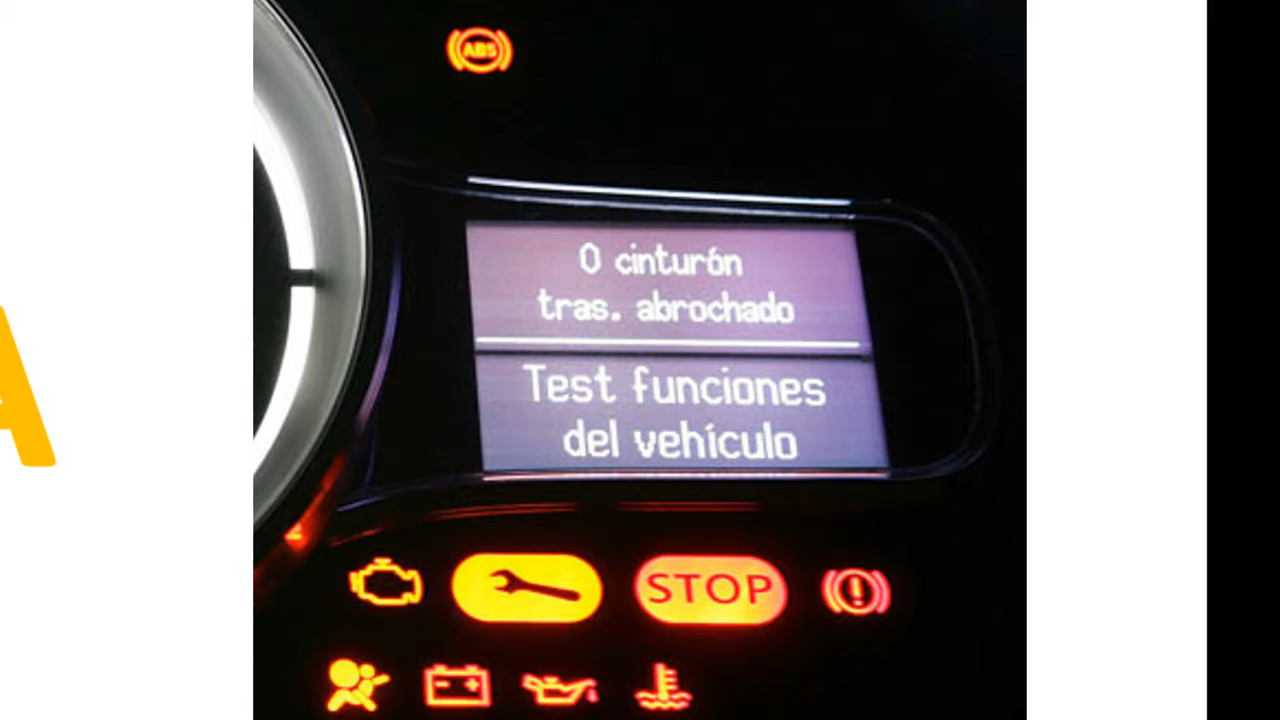 ABS
0 cinturón
tras. abrochado
Test funciones
del vehículo
STOP
A